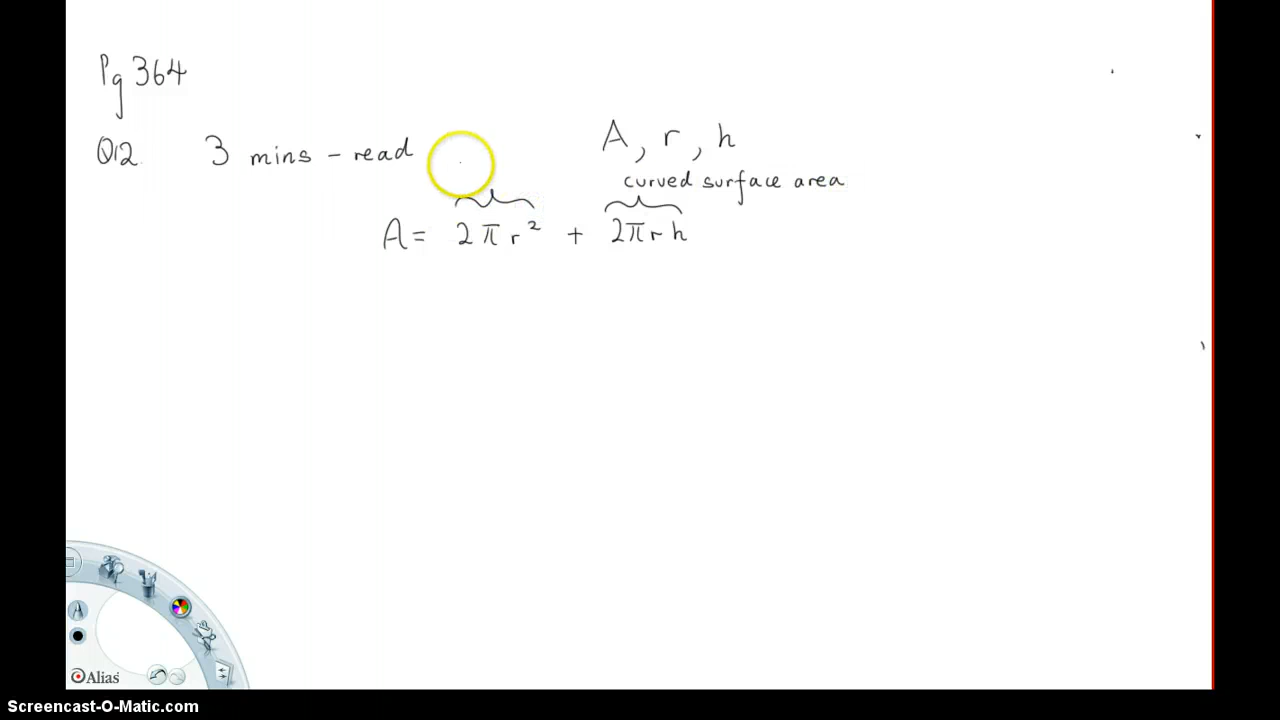 Pg 364
Q12. 3 mins - read
A, r, h
curved surface area
A = 2πr² + 2πrh
Alias
Screencast-O-Matic.com